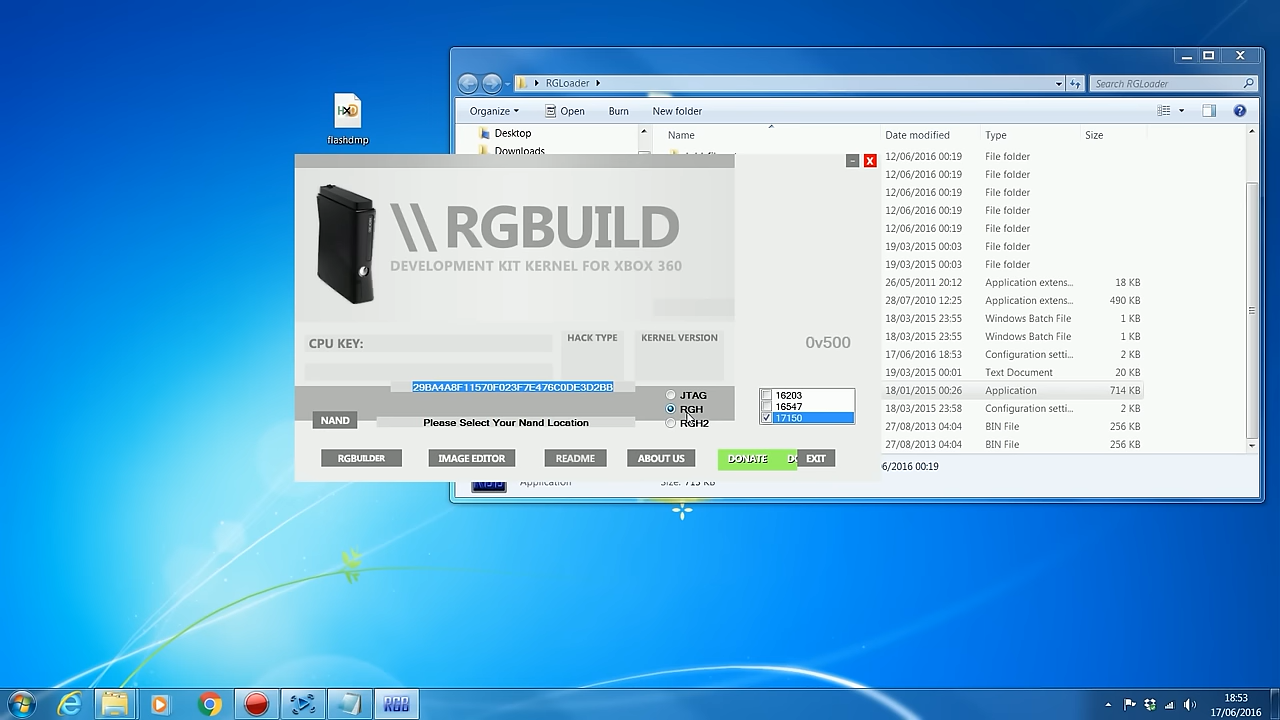 HXD
flashdmp
RGLoader
Search RGLoader
Organize Open Burn New folder
Desktop
Downloads
Name Date modified Type Size
12/06/2016 00:19 File folder
12/06/2016 00:19 File folder
12/06/2016 00:19 File folder
12/06/2016 00:19 File folder
12/06/2016 00:19 File folder
19/03/2015 00:03 File folder
19/03/2015 00:03 File folder
26/05/2011 20:12 Application extens... 18 KB
28/07/2010 12:25 Application extens... 490 KB
18/03/2015 23:55 Windows Batch File 1 KB
18/03/2015 23:55 Windows Batch File 1 KB
17/06/2016 18:53 Configuration setti... 2 KB
19/03/2015 00:01 Text Document 20 KB
18/01/2015 00:26 Application 714 KB
18/03/2015 23:58 Configuration setti... 2 KB
27/08/2013 04:04 BIN File 256 KB
27/08/2013 04:04 BIN File 256 KB
6/2016 00:19
Application Size: 713 KB
X
\\RGBUILD
DEVELOPMENT KIT KERNEL FOR XBOX 360
CPU KEY:
HACK TYPE
KERNEL VERSION
0v500
29BA4A8F11570F023F7E476C0DE3D2BB
JTAG
RGH
RGH2
16203
16547
17150
NAND
Please Select Your Nand Location
RGBUILDER IMAGE EDITOR README ABOUT US DONATE DO EXIT
RGB
18:53
17/06/2016